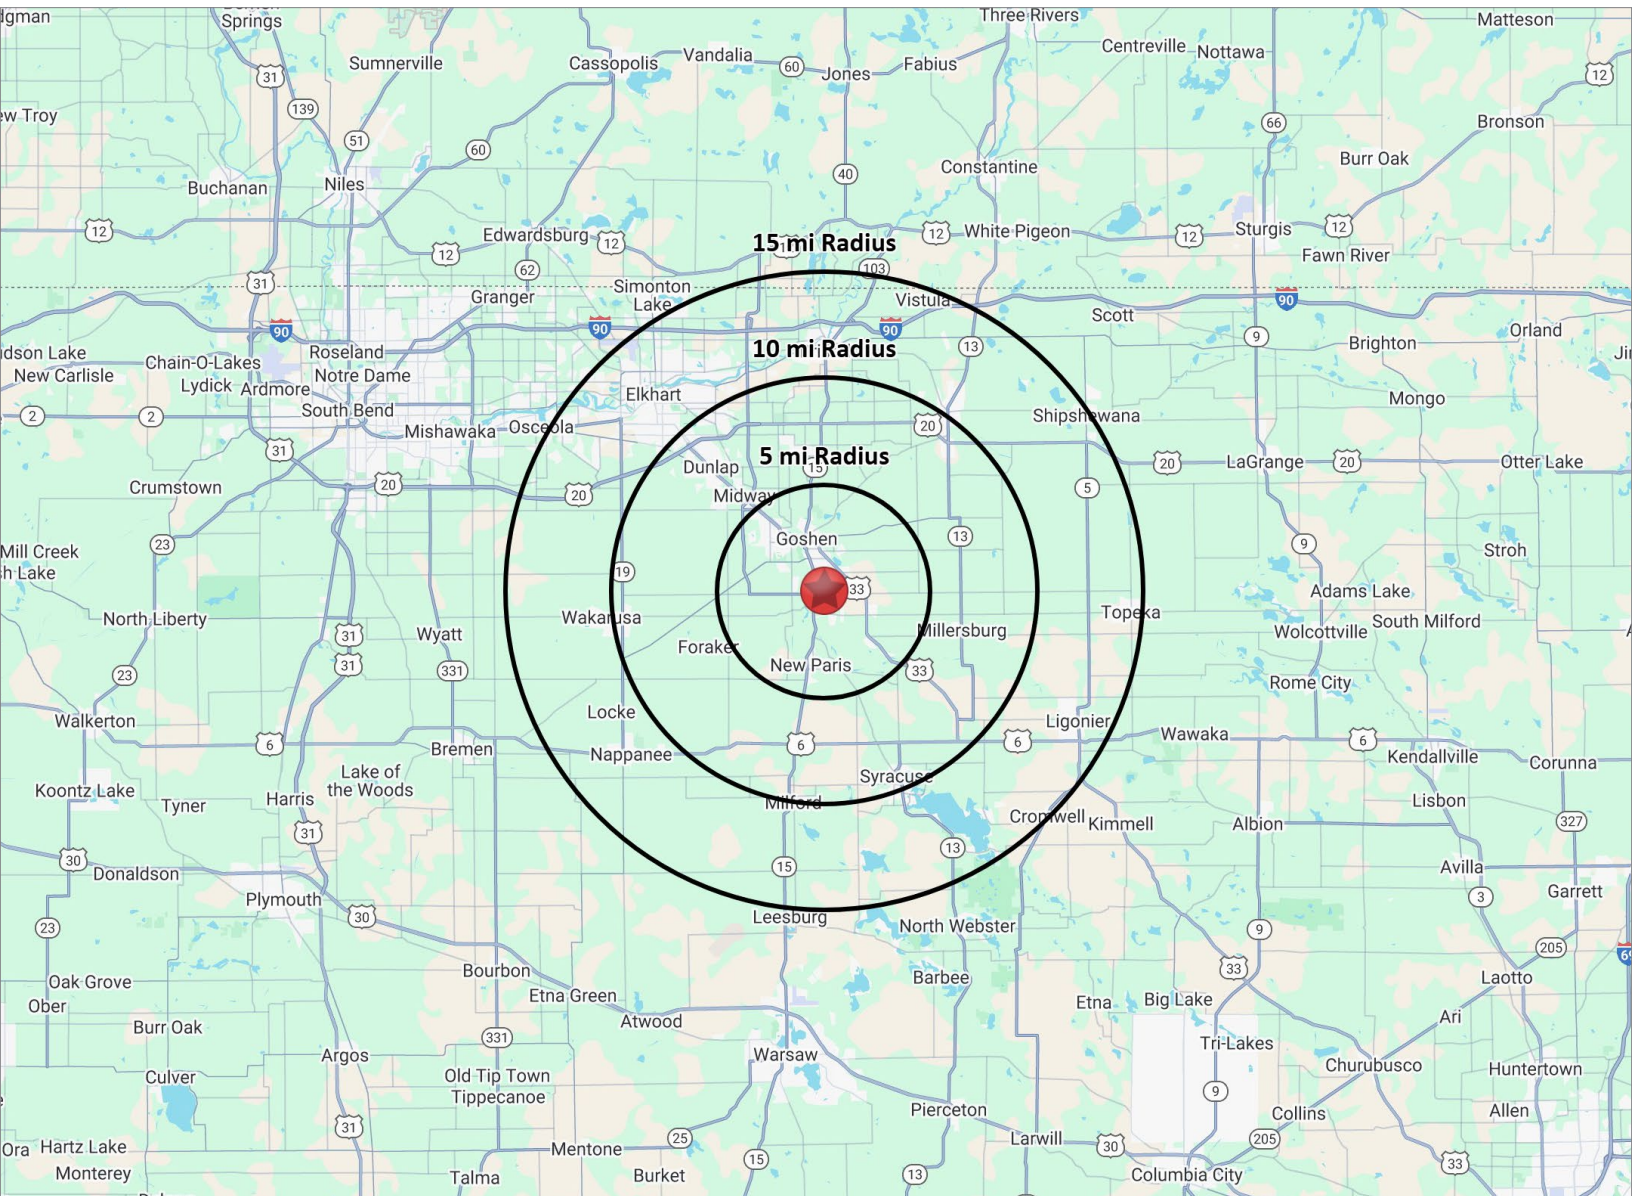 Springs
Three Rivers
Matteson
Sumnerville
Cassopolis
Vandalia
60
Jones
Fabius
Centreville
Nottawa
31
12
139
ew Troy
51
60
66
Bronson
Burr Oak
Constantine
Buchanan
Niles
40
12
Edwardsburg
12
12
12
White Pigeon
12
Sturgis
12
15 mi Radius
12
Fawn River
62
103
31
Granger
Simonton
Lake
Vistula
90
Scott
90
90
90
9
Orland
dson Lake
New Carlisle
Chain-O-Lakes
Lydick
Ardmore
Roseland
Notre Dame
10 mi Radius
13
Brighton
Elkhart
Mongo
2
2
South Bend
Mishawaka
Osceola
Shipshewana
20
31
5 mi Radius
15
Dunlap
20
LaGrange
20
Otter Lake
Crumstown
20
20
Midway
5
23
Goshen
13
9
Mill Creek
sh Lake
Stroh
19
33
Adams Lake
North Liberty
Wakarusa
Topeka
South Milford
31
Wyatt
Millersburg
Wolcottville
Foraker
New Paris
31
331
33
23
Rome City
Walkerton
Locke
Ligonier
Wawaka
6
Bremen
Nappanee
6
6
6
Kendallville
Corunna
Lake of
the Woods
Syracuse
Koontz Lake
Tyner
Harris
Milford
Cromwell
Kimmell
Albion
Lisbon
327
31
30
Donaldson
13
15
Avilla
Plymouth
30
Leesburg
North Webster
3
Garrett
23
9
205
69
Bourbon
33
Oak Grove
Ober
Etna Green
Barbee
Laotto
Etna
Big Lake
Burr Oak
331
Atwood
Ari
Argos
Warsaw
Tri-Lakes
Churubusco
Huntertown
Culver
Old Tip Town
Tippecanoe
9
Pierceton
Collins
Allen
31
Ora
Hartz Lake
Mentone
25
Larwill
30
205
15
Monterey
Talma
Burket
13
Columbia City
33